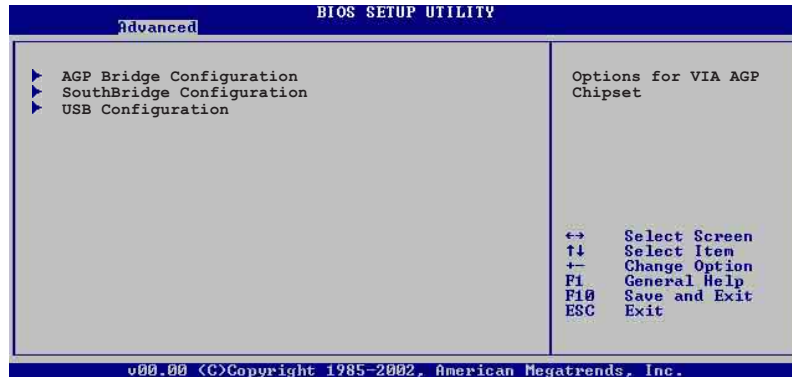 BIOS SETUP UTILITY
Advanced
AGP Bridge Configuration
SouthBridge Configuration
USB Configuration
Options for VIA AGP
Chipset
↔ Select Screen
↑↓ Select Item
+- Change Option
F1 General Help
F10 Save and Exit
ESC Exit
v00.00 (C)Copyright 1985-2002, American Megatrends, Inc.